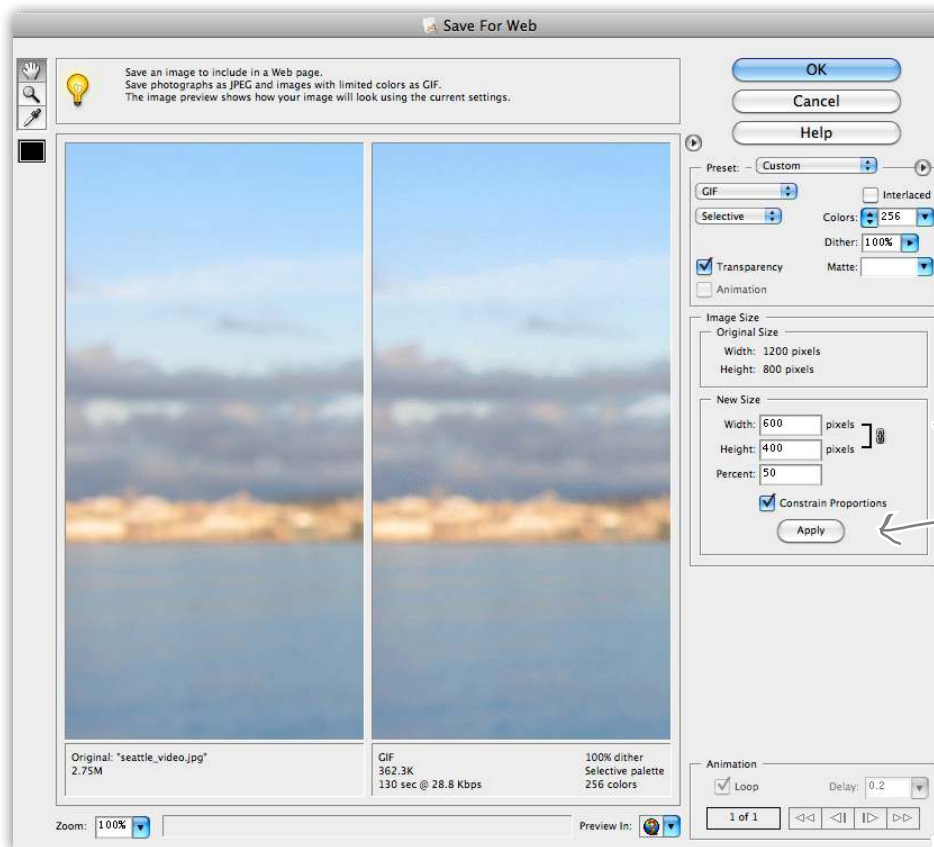 Save For Web
Save an image to include in a Web page.
Save photographs as JPEG and images with limited colors as GIF.
The image preview shows how your image will look using the current settings.
OK
Cancel
Help
Preset: Custom
GIF
Interlaced
Selective
Colors: 256
Dither: 100%
Transparency
Matte:
Animation
Image Size
Original Size
Width: 1200 pixels
Height: 800 pixels
New Size
Width: 600 pixels
Height: 400 pixels
Percent: 50
Constrain Proportions
Apply
Original: "seattle_video.jpg"
2.75M
GIF
362.3K
130 sec @ 28.8 Kbps
100% dither
Selective palette
256 colors
Animation
Loop
Delay: 0.2
1 of 1
Zoom: 100%
Preview In: